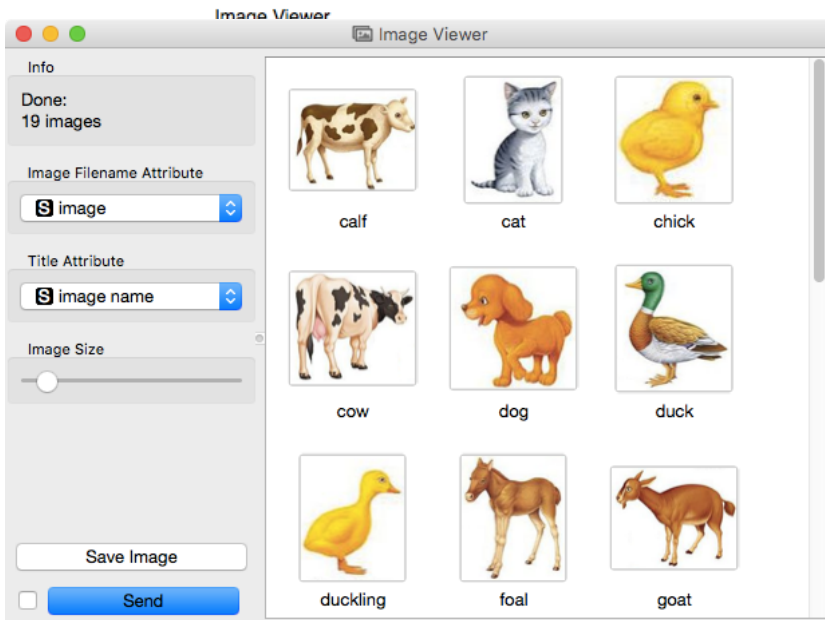 Image Viewer
Image Viewer
Info
Done:
19 images
Image Filename Attribute
S image
Title Attribute
S image name
Image Size
Save Image
Send
calf cat chick
cow dog duck
duckling foal goat